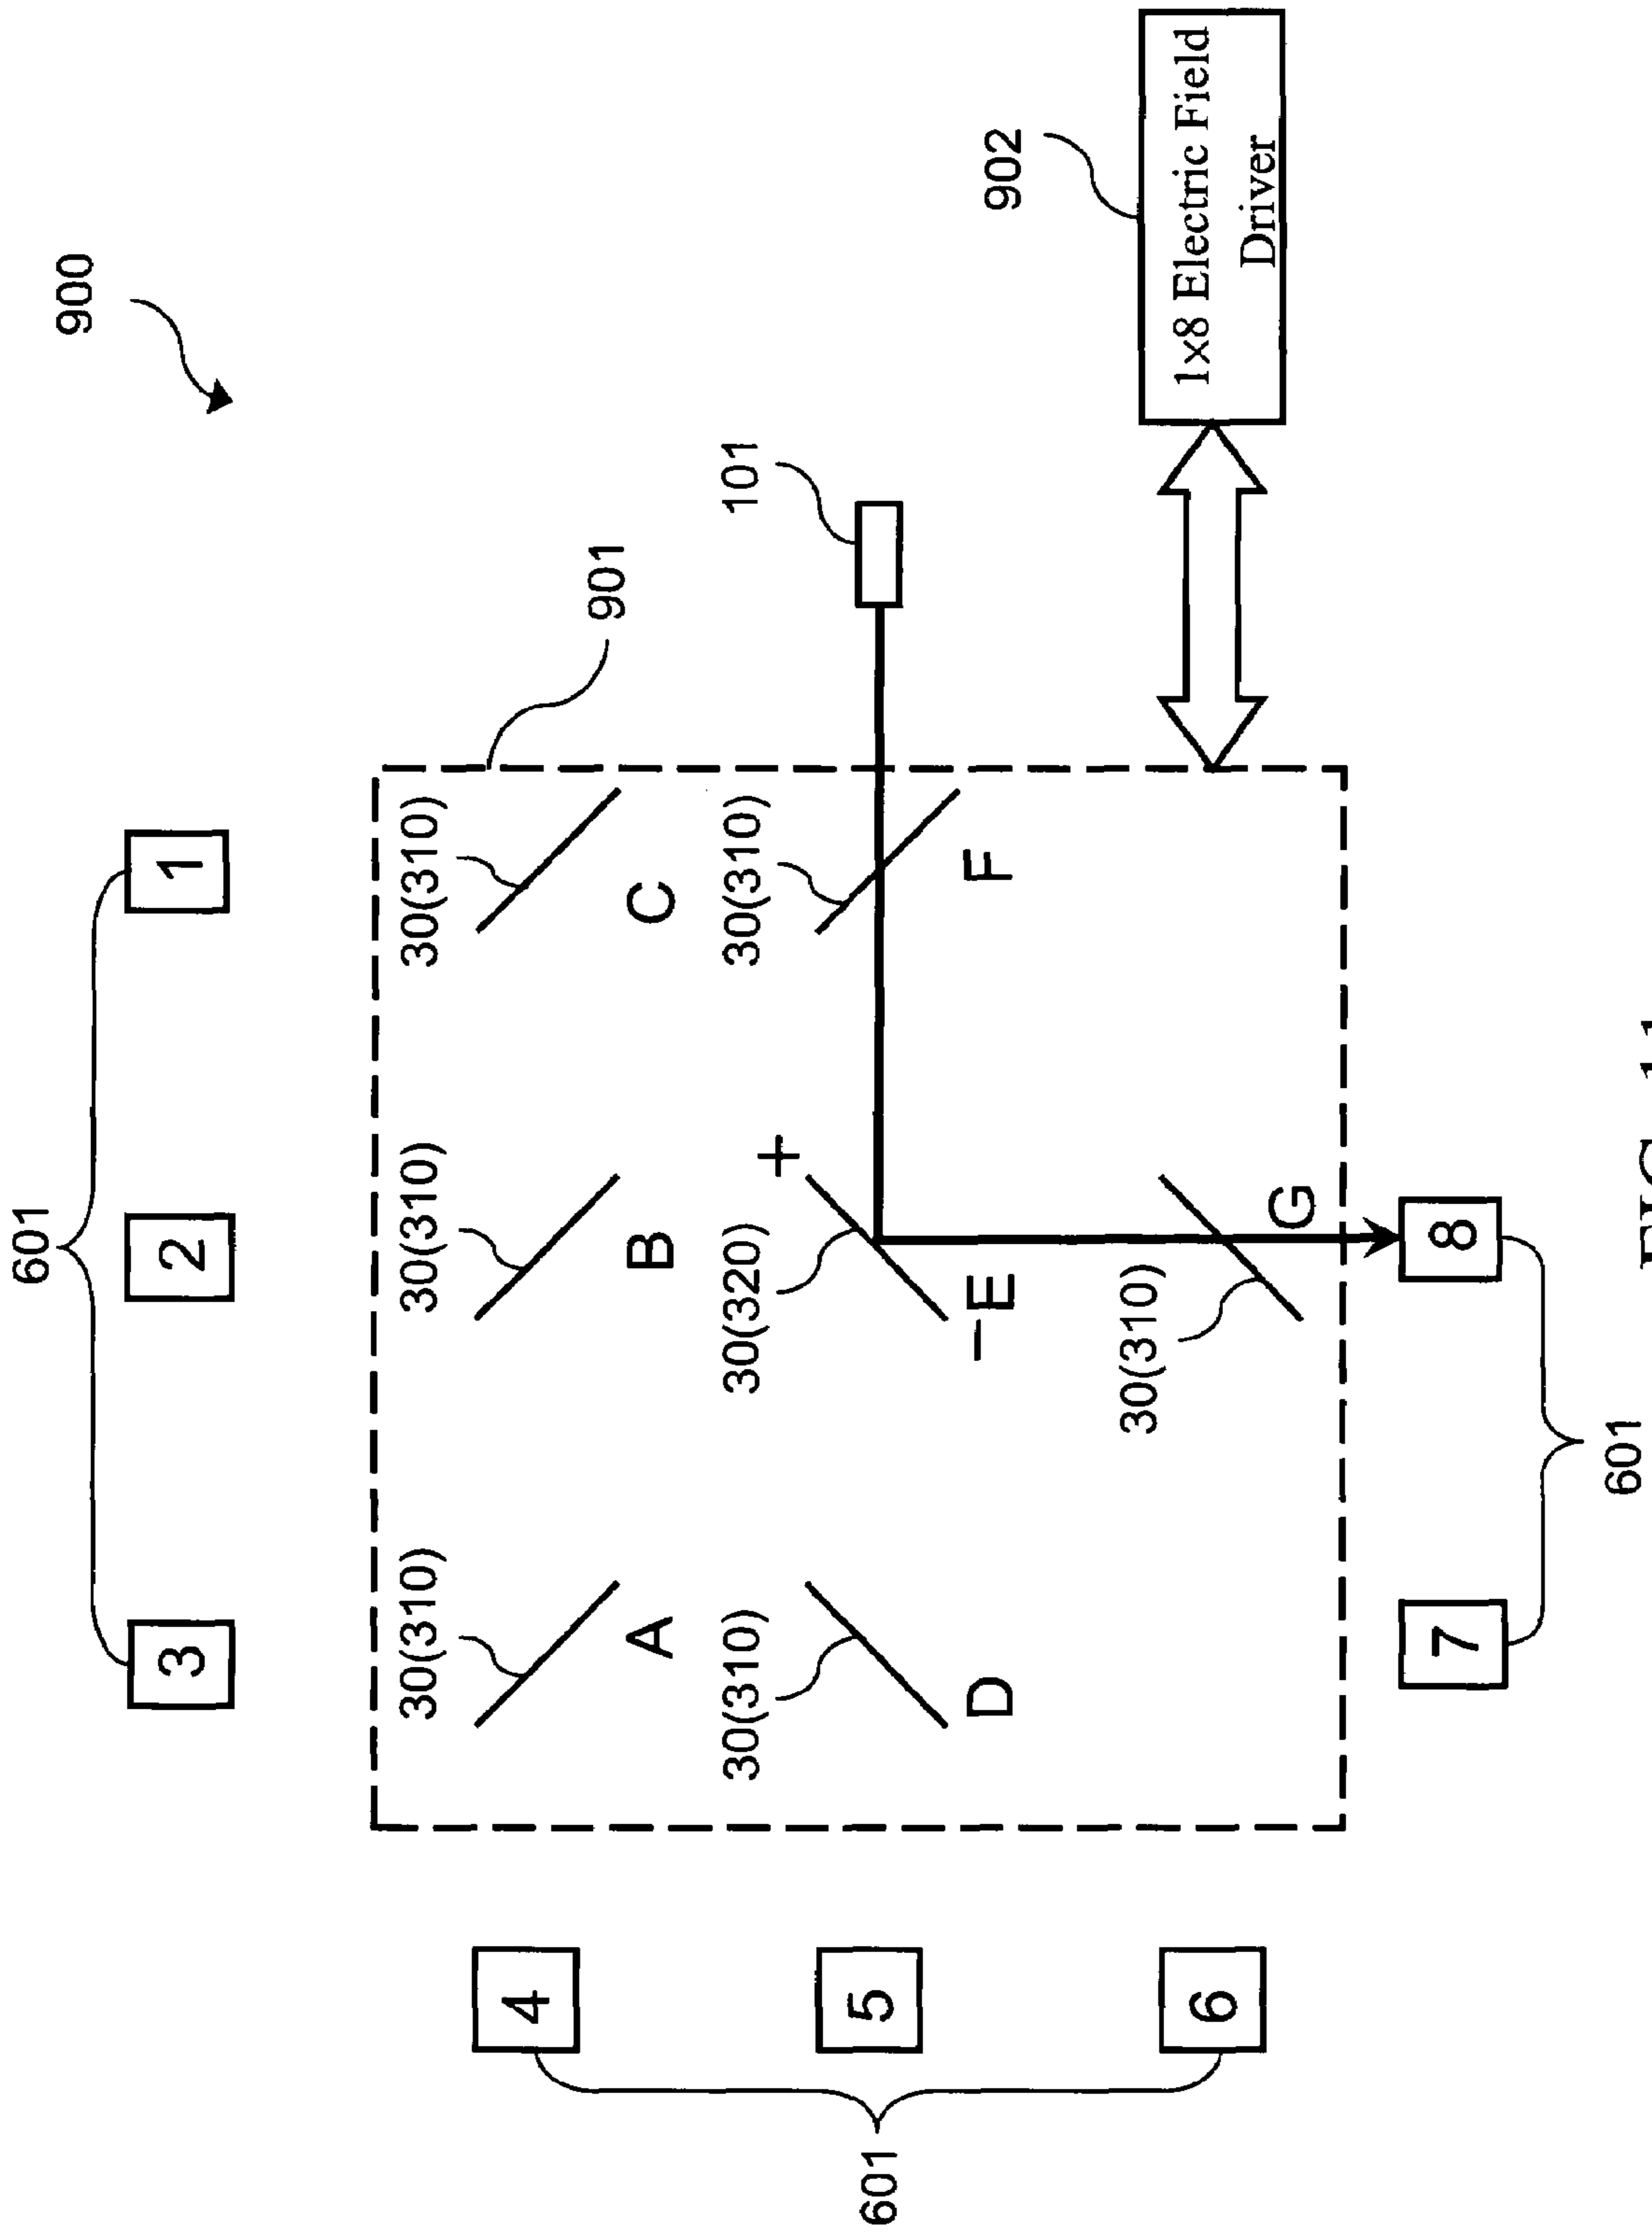 601
900
3
2
1
30(310)
30(310)
30(310)
4
901
A
B
C
30(310)
30(320)
30(310)
101
+
601
5
D
−E
F
902
30(310)
1x8 Electric Field
Driver
6
G
7
8
601